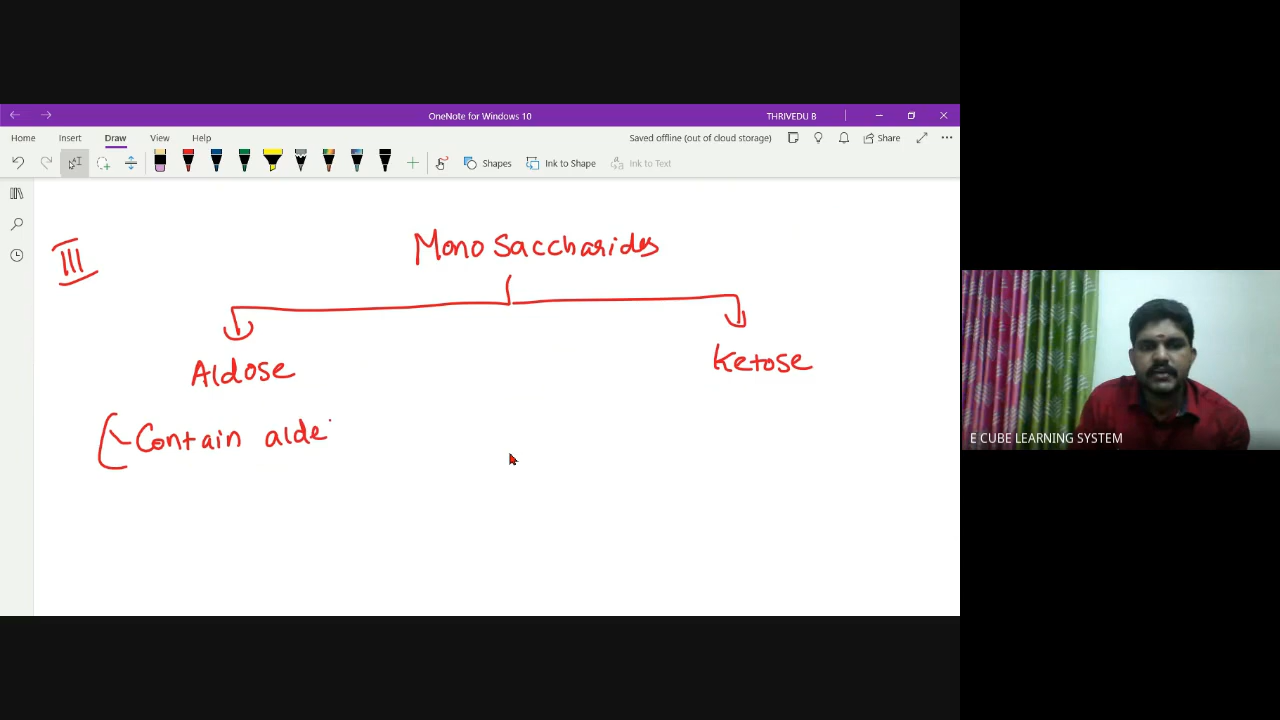 OneNote for Windows 10
THRIVEDU B
Home Insert Draw View Help
Saved offline (out of cloud storage)
Share
Shapes
Ink to Shape
Ink to Text
III
Mono Saccharides
Aldose
Ketose
Contain alde
E CUBE LEARNING SYSTEM